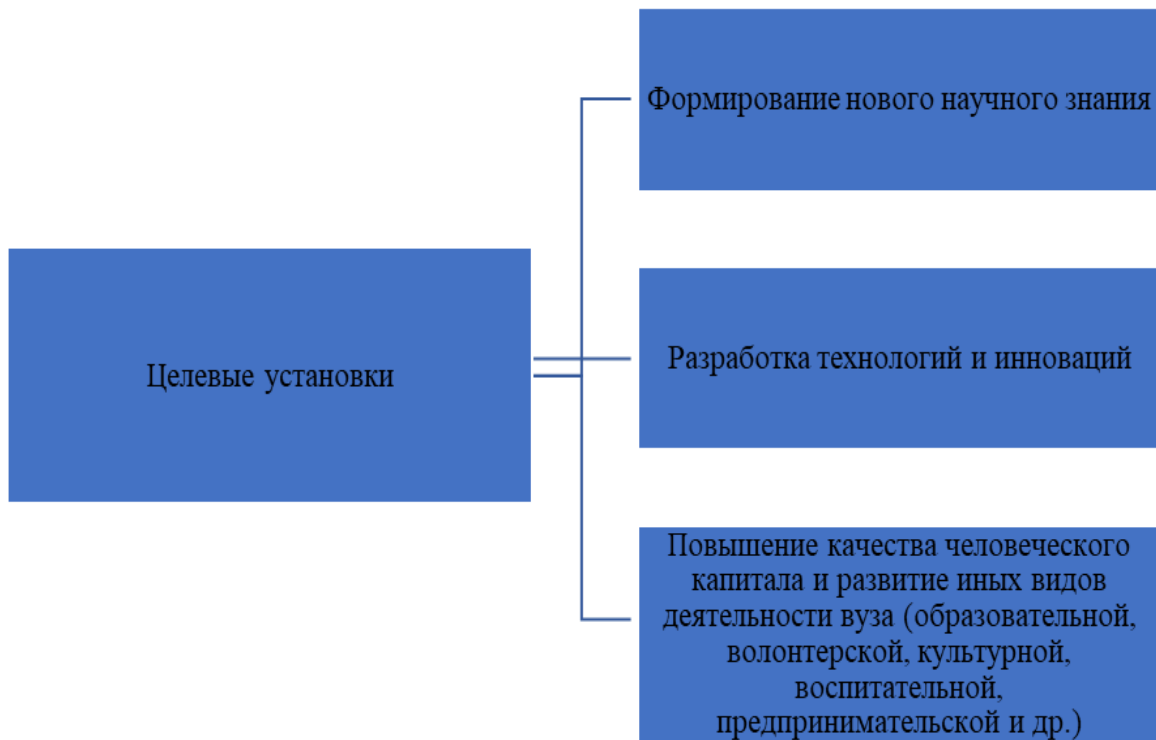 Формирование нового научного знания
Целевые установки
Разработка технологий и инноваций
Повышение качества человеческого
капитала и развитие иных видов
деятельности вуза (образовательной,
волонтерской, культурной,
воспитательной,
предпринимательской и др.)